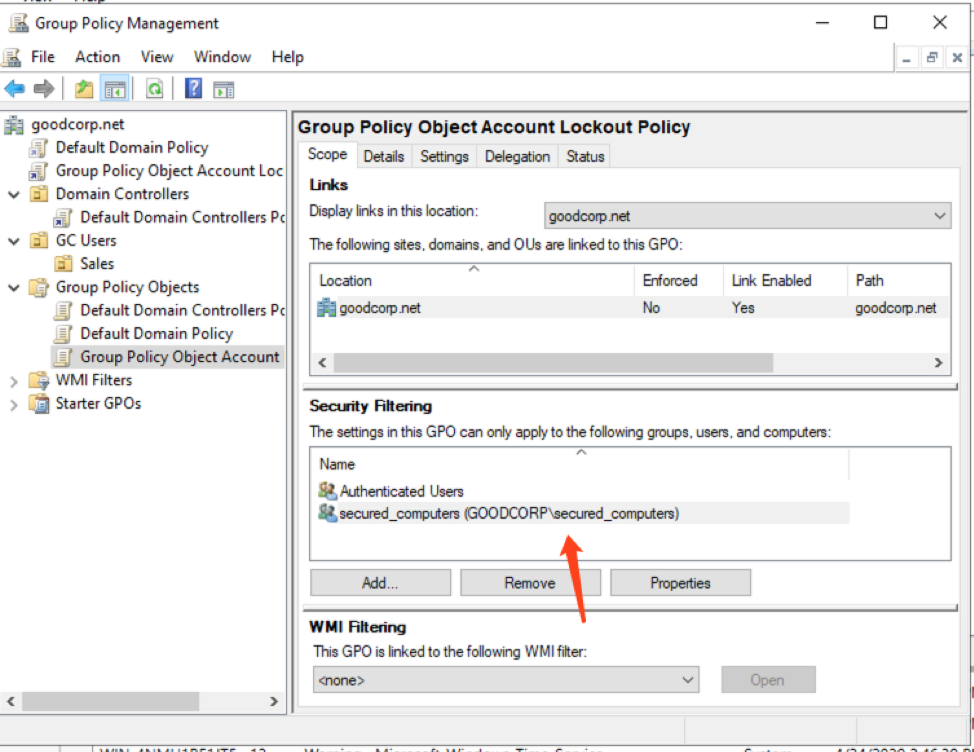 Group Policy Management
File Action View Window Help
goodcorp.net
Default Domain Policy
Group Policy Object Account Loc
Domain Controllers
Default Domain Controllers Pc
GC Users
Sales
Group Policy Objects
Default Domain Controllers Pc
Default Domain Policy
Group Policy Object Account
WMI Filters
Starter GPOs
Group Policy Object Account Lockout Policy
Scope Details Settings Delegation Status
Links
Display links in this location: goodcorp.net
The following sites, domains, and OUs are linked to this GPO:
Location Enforced Link Enabled Path
goodcorp.net No Yes goodcorp.net
Security Filtering
The settings in this GPO can only apply to the following groups, users, and computers:
Name
Authenticated Users
secured_computers (GOODCORP\secured_computers)
Add... Remove Properties
WMI Filtering
This GPO is linked to the following WMI filter:
<none> Open